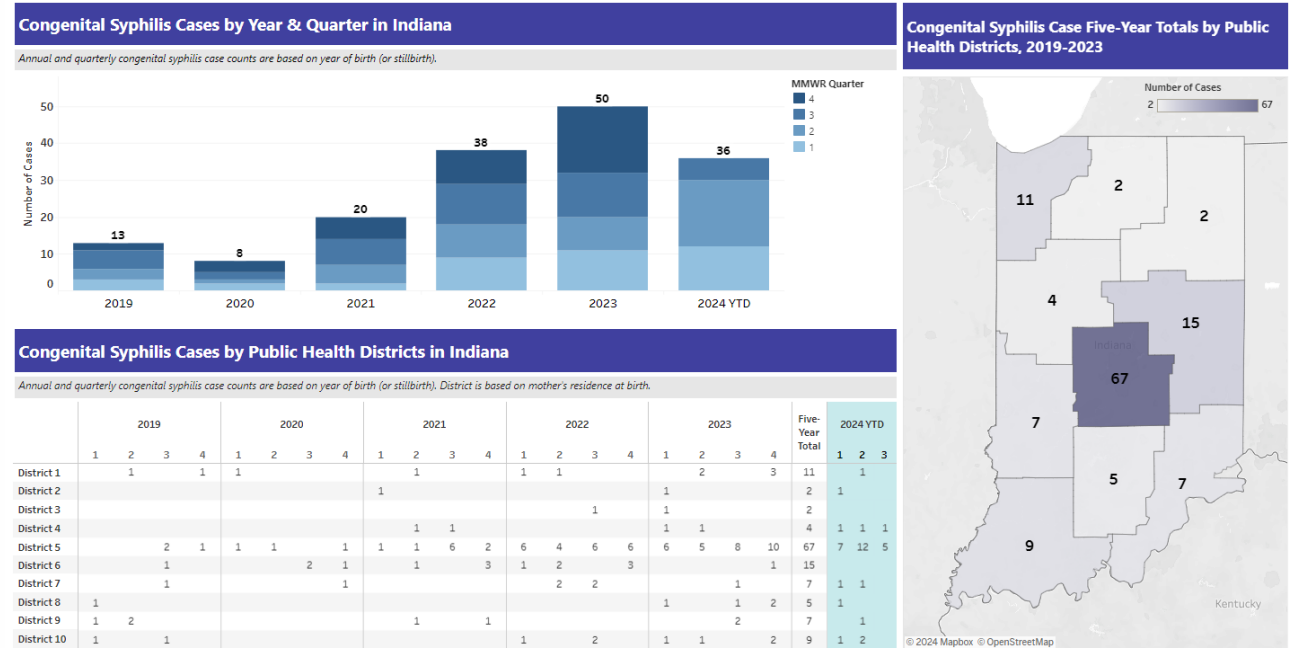 Congenital Syphilis Cases by Year & Quarter in Indiana
Annual and quarterly congenital syphilis case counts are based on year of birth (or stillbirth).
MMWR Quarter
4
3
2
1
Number of Cases
50
40
30
20
10
0
13
8
20
38
50
36
2019 2020 2021 2022 2023 2024 YTD
Congenital Syphilis Cases by Public Health Districts in Indiana
Annual and quarterly congenital syphilis case counts are based on year of birth (or stillbirth). District is based on mother's residence at birth.
2019 2020 2021 2022 2023 Five-Year Total 2024 YTD
1 2 3 4 1 2 3 4 1 2 3 4 1 2 3 4 1 2 3 4 1 2 3
District 1 1 1 1 1 1 1 2 3 11 1
District 2 1 1 2 1
District 3 1 1 2
District 4 1 1 1 1 4 1 1 1
District 5 2 1 1 1 1 1 1 6 2 6 4 6 6 6 5 8 10 67 7 12 5
District 6 1 2 1 1 3 1 2 3 1 15
District 7 1 1 2 2 1 7 1 1
District 8 1 1 1 2 5 1
District 9 1 2 1 1 2 7 1
District 10 1 1 1 2 1 1 2 9 1 2
Congenital Syphilis Case Five-Year Totals by Public
Health Districts, 2019-2023
Number of Cases
2 67
11
2
2
4
15
Indiana
67
7
5
7
9
Kentucky
© 2024 Mapbox © OpenStreetMap